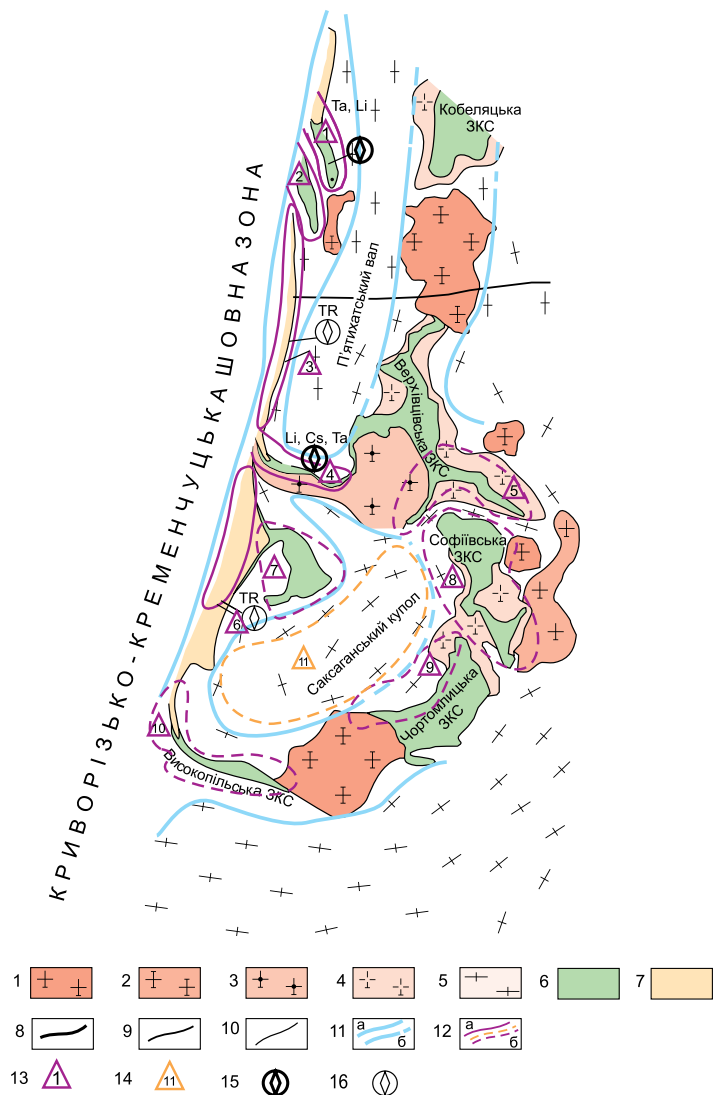 Ta, Li
1
2
Кобеляцька
ЗКС
КРИВОРІЗЬКО-КРЕМЕНЧУЦЬКА ШОВНА ЗОНА
П'ятихатський вал
TR
3
Верхівцівська ЗКС
Li, Cs, Ta
4
5
Софіївська
ЗКС
7
8
TR
6
11
Саксаганський купол
9
Чортомлицька
ЗКС
10
Високопільська ЗКС
1 2 3 4 5 6 7
8 9 10 11 а б 12 а б
13 1 14 11 15 16